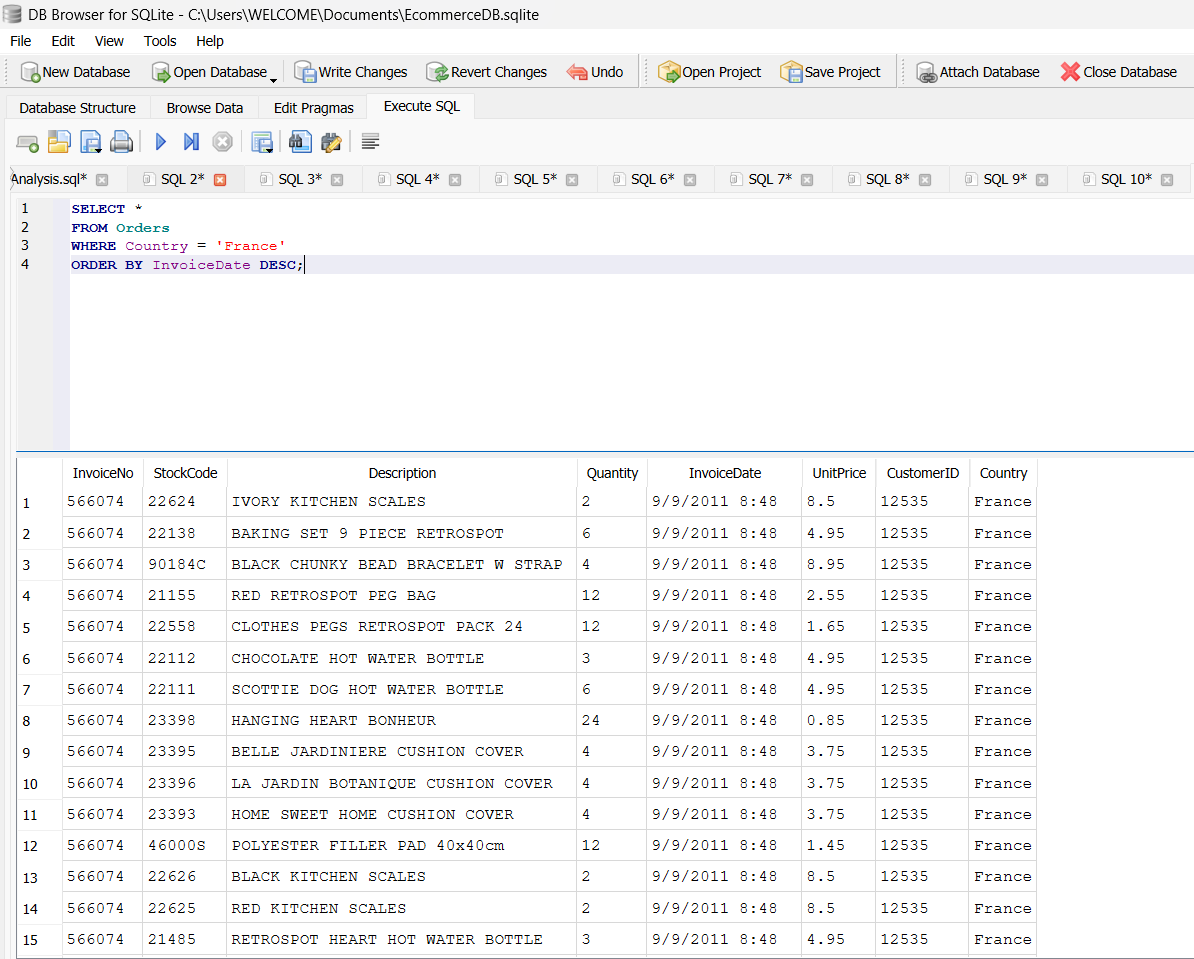 DB Browser for SQLite - C:\Users\WELCOME\Documents\EcommerceDB.sqlite
File Edit View Tools Help
New Database Open Database Write Changes Revert Changes Undo Open Project Save Project Attach Database Close Database
Database Structure Browse Data Edit Pragmas Execute SQL
Analysis.sql* SQL 2* SQL 3* SQL 4* SQL 5* SQL 6* SQL 7* SQL 8* SQL 9* SQL 10*
1 SELECT *
2 FROM Orders
3 WHERE Country = 'France'
4 ORDER BY InvoiceDate DESC;
InvoiceNo StockCode Description Quantity InvoiceDate UnitPrice CustomerID Country
1 566074 22624 IVORY KITCHEN SCALES 2 9/9/2011 8:48 8.5 12535 France
2 566074 22138 BAKING SET 9 PIECE RETROSPOT 6 9/9/2011 8:48 4.95 12535 France
3 566074 90184C BLACK CHUNKY BEAD BRACELET W STRAP 4 9/9/2011 8:48 8.95 12535 France
4 566074 21155 RED RETROSPOT PEG BAG 12 9/9/2011 8:48 2.55 12535 France
5 566074 22558 CLOTHES PEGS RETROSPOT PACK 24 12 9/9/2011 8:48 1.65 12535 France
6 566074 22112 CHOCOLATE HOT WATER BOTTLE 3 9/9/2011 8:48 4.95 12535 France
7 566074 22111 SCOTTIE DOG HOT WATER BOTTLE 6 9/9/2011 8:48 4.95 12535 France
8 566074 23398 HANGING HEART BONHEUR 24 9/9/2011 8:48 0.85 12535 France
9 566074 23395 BELLE JARDINIERE CUSHION COVER 4 9/9/2011 8:48 3.75 12535 France
10 566074 23396 LA JARDIN BOTANIQUE CUSHION COVER 4 9/9/2011 8:48 3.75 12535 France
11 566074 23393 HOME SWEET HOME CUSHION COVER 4 9/9/2011 8:48 3.75 12535 France
12 566074 46000S POLYESTER FILLER PAD 40x40cm 12 9/9/2011 8:48 1.45 12535 France
13 566074 22626 BLACK KITCHEN SCALES 2 9/9/2011 8:48 8.5 12535 France
14 566074 22625 RED KITCHEN SCALES 2 9/9/2011 8:48 8.5 12535 France
15 566074 21485 RETROSPOT HEART HOT WATER BOTTLE 3 9/9/2011 8:48 4.95 12535 France